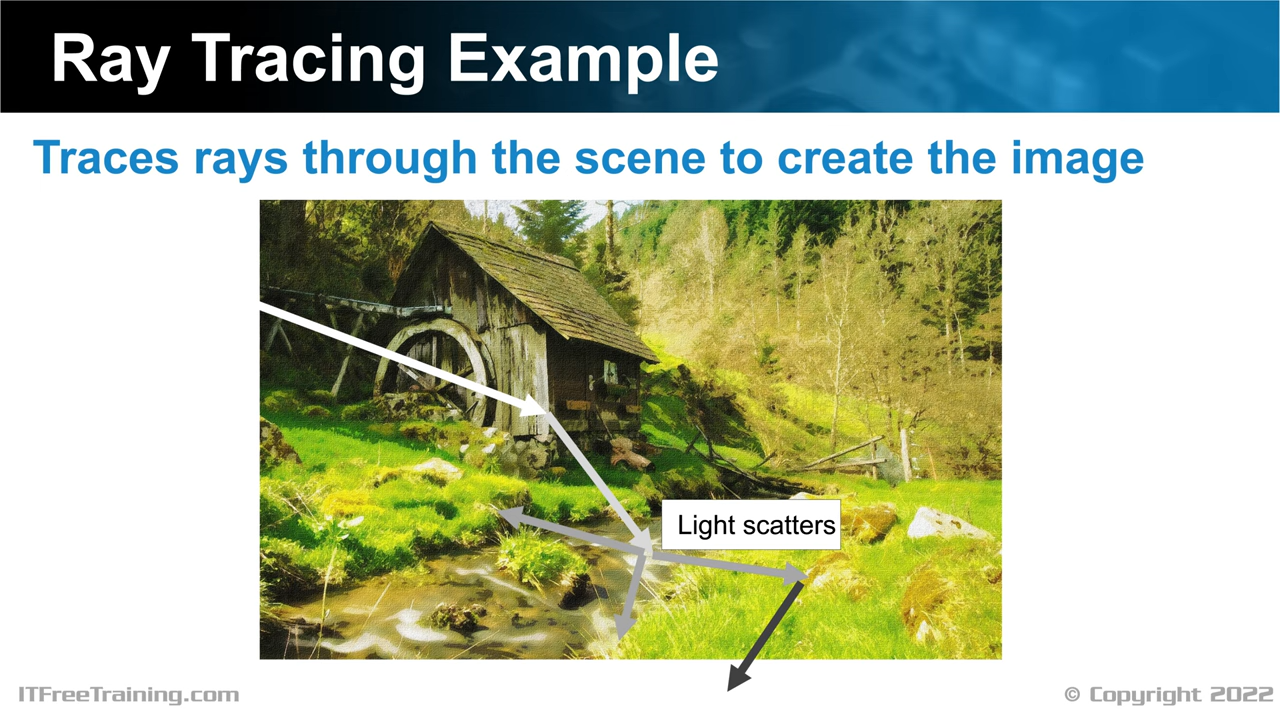 Ray Tracing Example
Traces rays through the scene to create the image
Light scatters
ITFreeTraining.com
© Copyright 2022